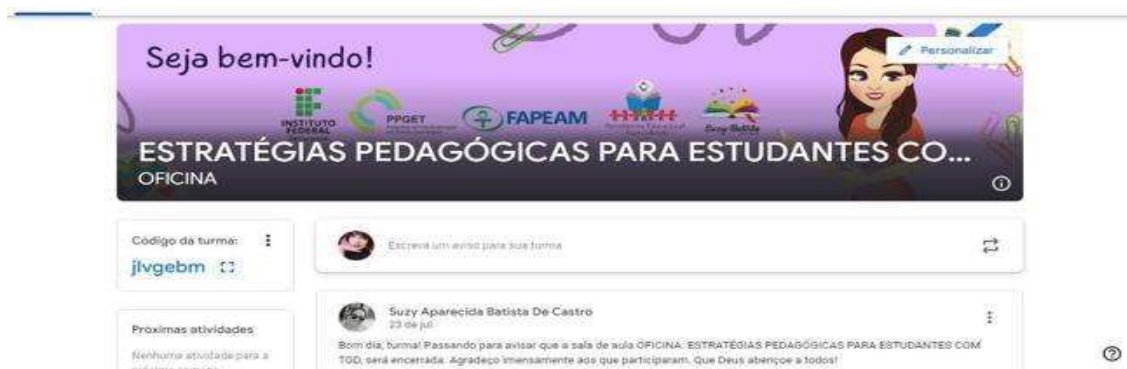 Seja bem-vindo!
Personalizar
INSTITUTO
FEDERAL
PPGET
FAPEAM
Suzy Batista
ESTRATÉGIAS PEDAGÓGICAS PARA ESTUDANTES CO...
OFICINA
Código da turma:
jlvgebm
Escreva um aviso para sua turma
Suzy Aparecida Batista De Castro
23 de jul.
Bom dia, turma! Passando para avisar que a sala de aula OFICINA: ESTRATÉGIAS PEDAGÓGICAS PARA ESTUDANTES COM
TGD, será encerrada. Agradeço imensamente aos que participaram. Que Deus abençoe a todos!
Próximas atividades
Nenhuma atividade para a